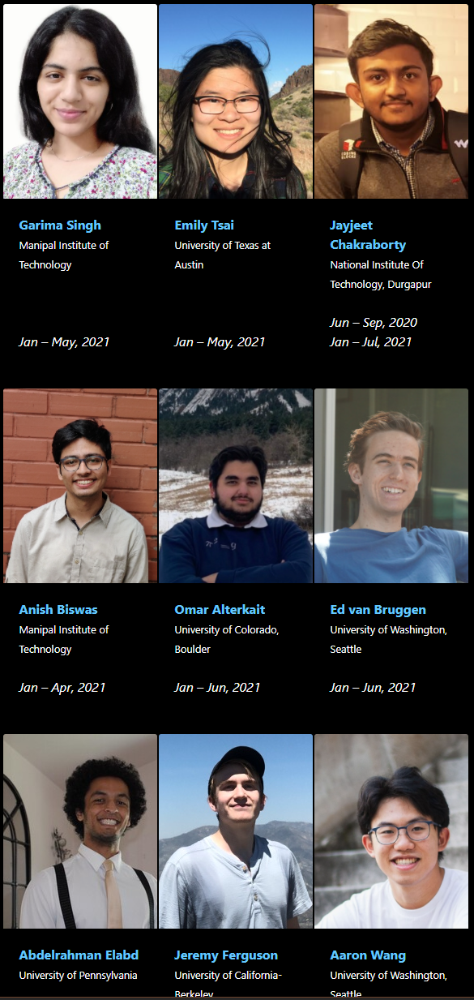 Garima Singh
Manipal Institute of
Technology
Jan – May, 2021
Emily Tsai
University of Texas at
Austin
Jan – May, 2021
Jayjeet
Chakraborty
National Institute Of
Technology, Durgapur
Jun – Sep, 2020
Jan – Jul, 2021
Anish Biswas
Manipal Institute of
Technology
Jan – Apr, 2021
Omar Alterkait
University of Colorado,
Boulder
Jan – Jun, 2021
Ed van Bruggen
University of Washington,
Seattle
Jan – Jun, 2021
Abdelrahman Elabd
University of Pennsylvania
Jeremy Ferguson
University of California-
Berkeley
Aaron Wang
University of Washington,
Seattle